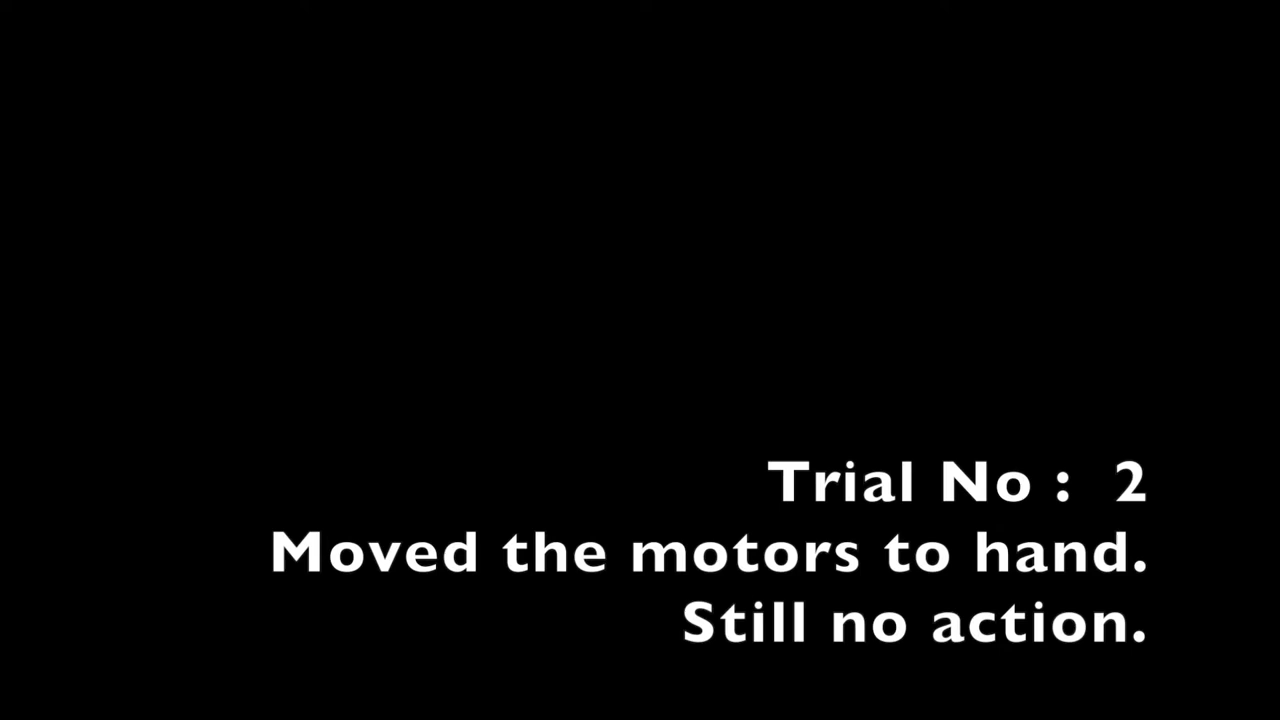 Trial No :  2
Moved the motors to hand.
Still no action.